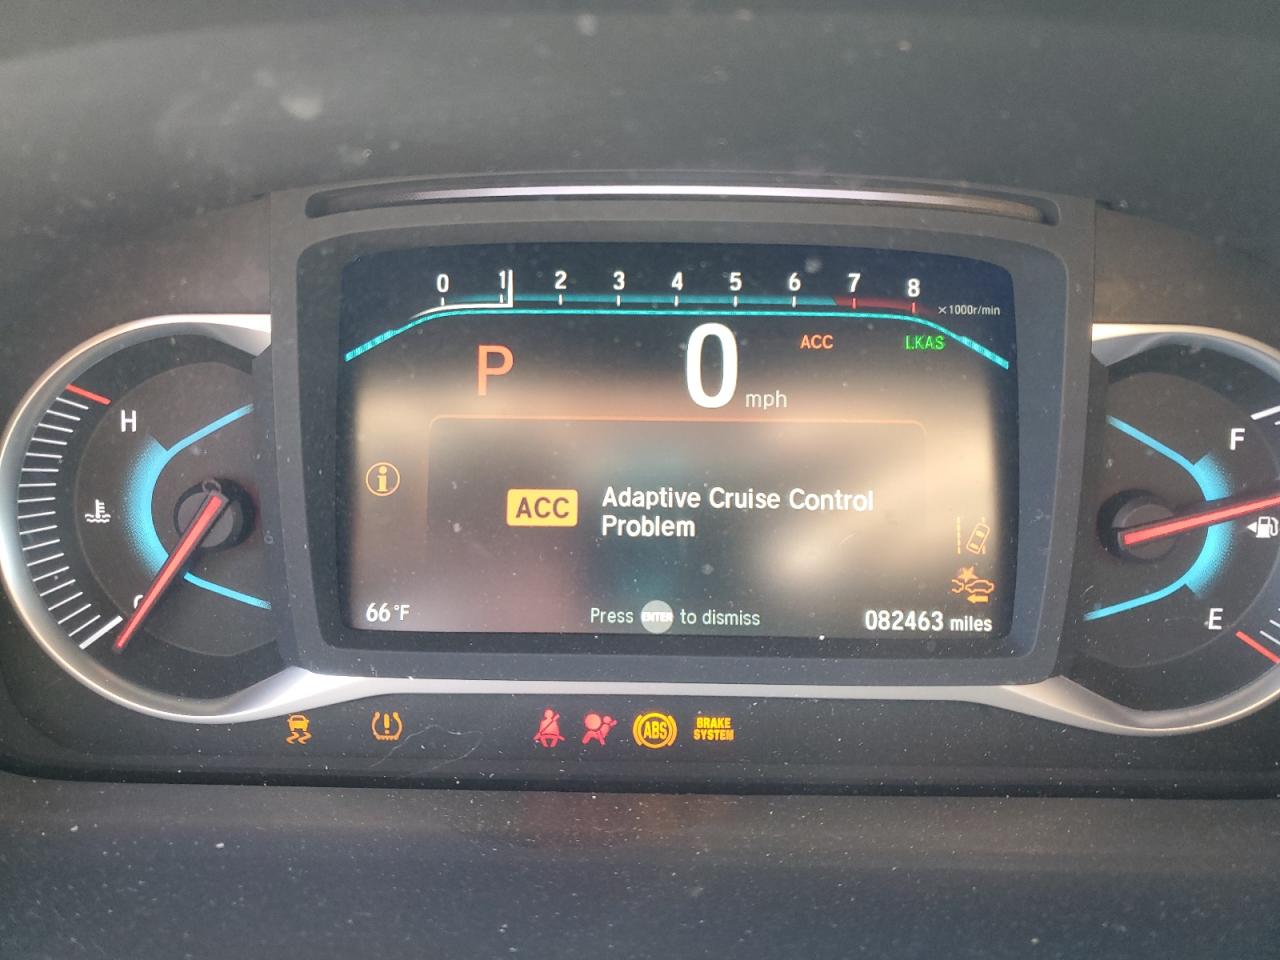 0 1 2 3 4 5 6 7 8
×1000r/min
P 0 mph ACC LKAS
H
F
ACC Adaptive Cruise Control
Problem
E
66°F Press ENTER to dismiss 082463 miles
ABS BRAKE
SYSTEM